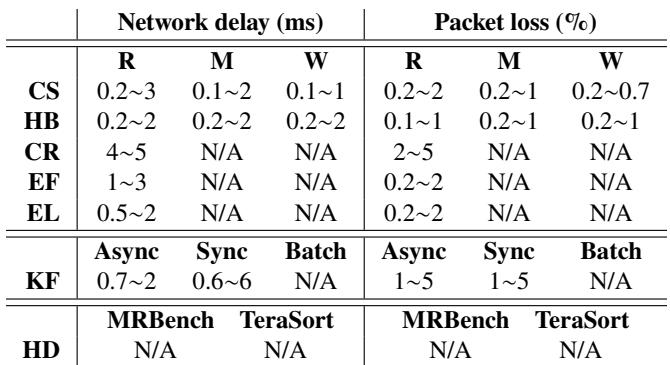 Network delay (ms) Packet loss (%)
R M W R M W
CS 0.2~3 0.1~2 0.1~1 0.2~2 0.2~1 0.2~0.7
HB 0.2~2 0.2~2 0.2~2 0.1~1 0.2~1 0.2~1
CR 4~5 N/A N/A 2~5 N/A N/A
EF 1~3 N/A N/A 0.2~2 N/A N/A
EL 0.5~2 N/A N/A 0.2~2 N/A N/A
Async Sync Batch Async Sync Batch
KF 0.7~2 0.6~6 N/A 1~5 1~5 N/A
MRBench TeraSort MRBench TeraSort
HD N/A N/A N/A N/A